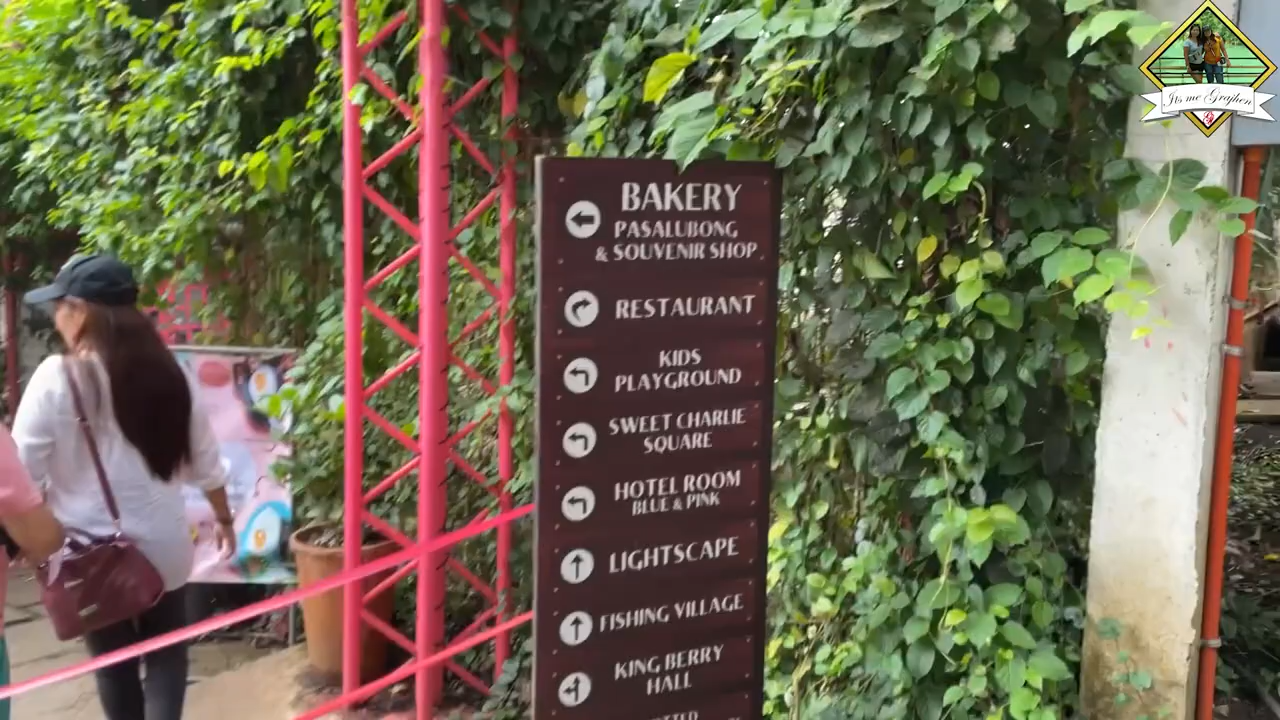 Its me Grajhen
BAKERY
PASALUBONG
& SOUVENIR SHOP
RESTAURANT
KIDS
PLAYGROUND
SWEET CHARLIE
SQUARE
HOTEL ROOM
BLUE & PINK
LIGHTSCAPE
FISHING VILLAGE
KING BERRY
HALL